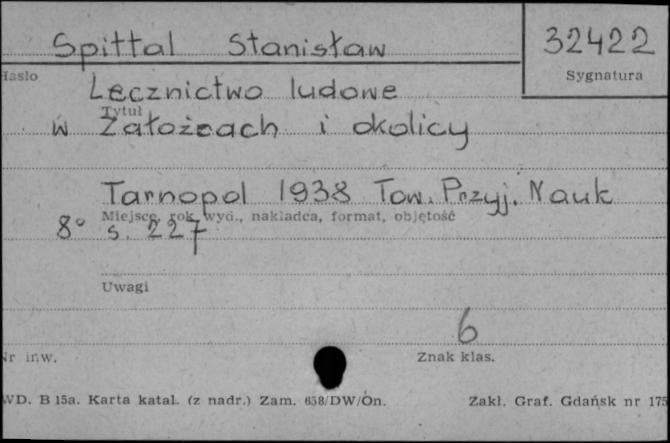 Spittal Stanisław
32422
Hasło
Sygnatura
Lecznictwo ludowe
Tytuł
w Załoźcach i okolicy
Tarnopol 1938 Tow. Przyj. Nauk
Miejsce, rok wyd., nakładca, format, objętość
8° s. 227
Uwagi
6
Nr inw.
Znak klas.
WD. B 15a. Karta katal. (z nadr.) Zam. 658/DW/On.
Zakł. Graf. Gdańsk nr 175